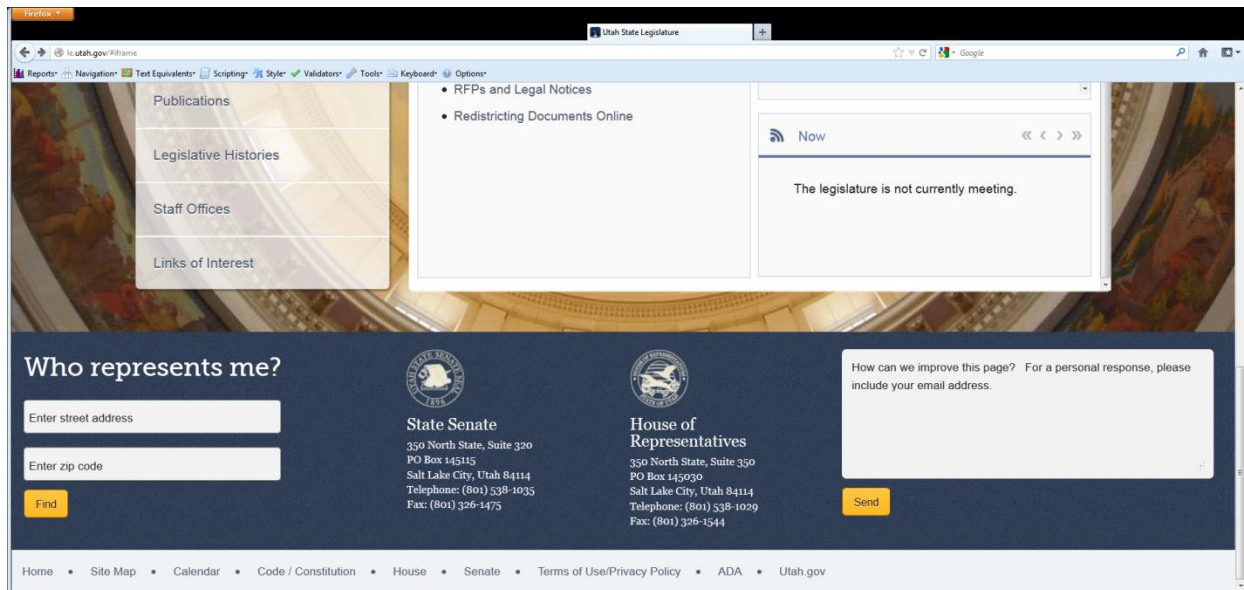 Firefox
Utah State Legislature
le.utah.gov/#iframe
Google
Reports Navigation Text Equivalents Scripting Style Validators Tools Keyboard Options
Publications
Legislative Histories
Staff Offices
Links of Interest
• RFPs and Legal Notices
• Redistricting Documents Online
Now
« < > »
The legislature is not currently meeting.
Who represents me?
Enter street address
Enter zip code
Find
State Senate
350 North State, Suite 320
PO Box 145115
Salt Lake City, Utah 84114
Telephone: (801) 538-1035
Fax: (801) 326-1475
House of
Representatives
350 North State, Suite 350
PO Box 145030
Salt Lake City, Utah 84114
Telephone: (801) 538-1029
Fax: (801) 326-1544
How can we improve this page? For a personal response, please
include your email address.
Send
Home • Site Map • Calendar • Code / Constitution • House • Senate • Terms of Use/Privacy Policy • ADA • Utah.gov